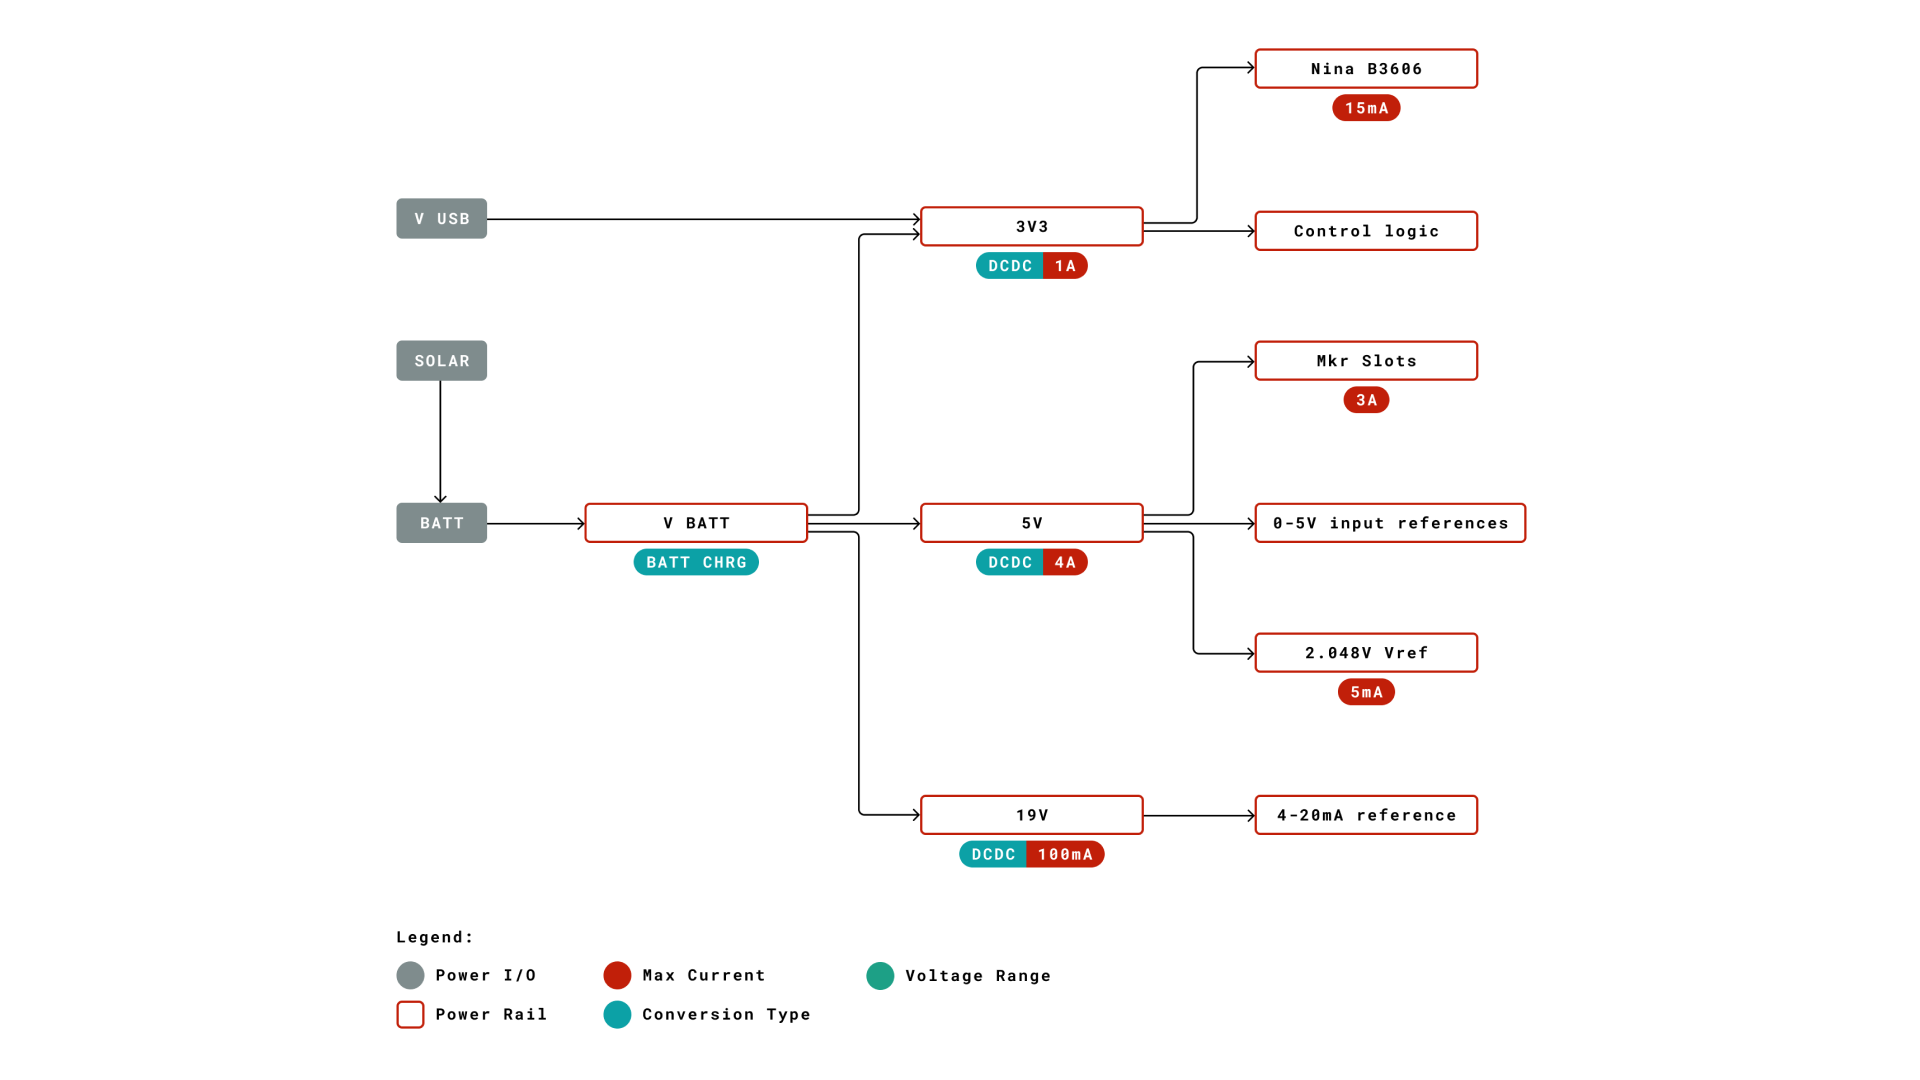 Nina B3606
15mA
V USB
3V3
Control logic
DCDC 1A
SOLAR
Mkr Slots
3A
BATT
V BATT
5V
0-5V input references
BATT CHRG
DCDC 4A
2.048V Vref
5mA
19V
4-20mA reference
DCDC 100mA
Legend:
Power I/O
Max Current
Voltage Range
Power Rail
Conversion Type